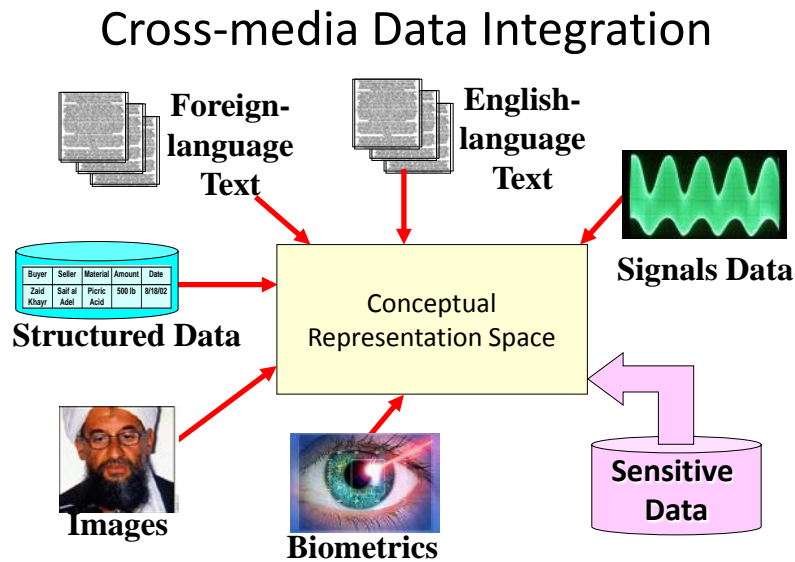 Cross-media Data Integration
Foreign-
language
Text
English-
language
Text
Signals Data
Buyer Seller Material Amount Date
Zaid Khayr Saif al Adel Picric Acid 500 lb 8/18/02
Structured Data
Conceptual
Representation Space
Images
Biometrics
Sensitive
Data